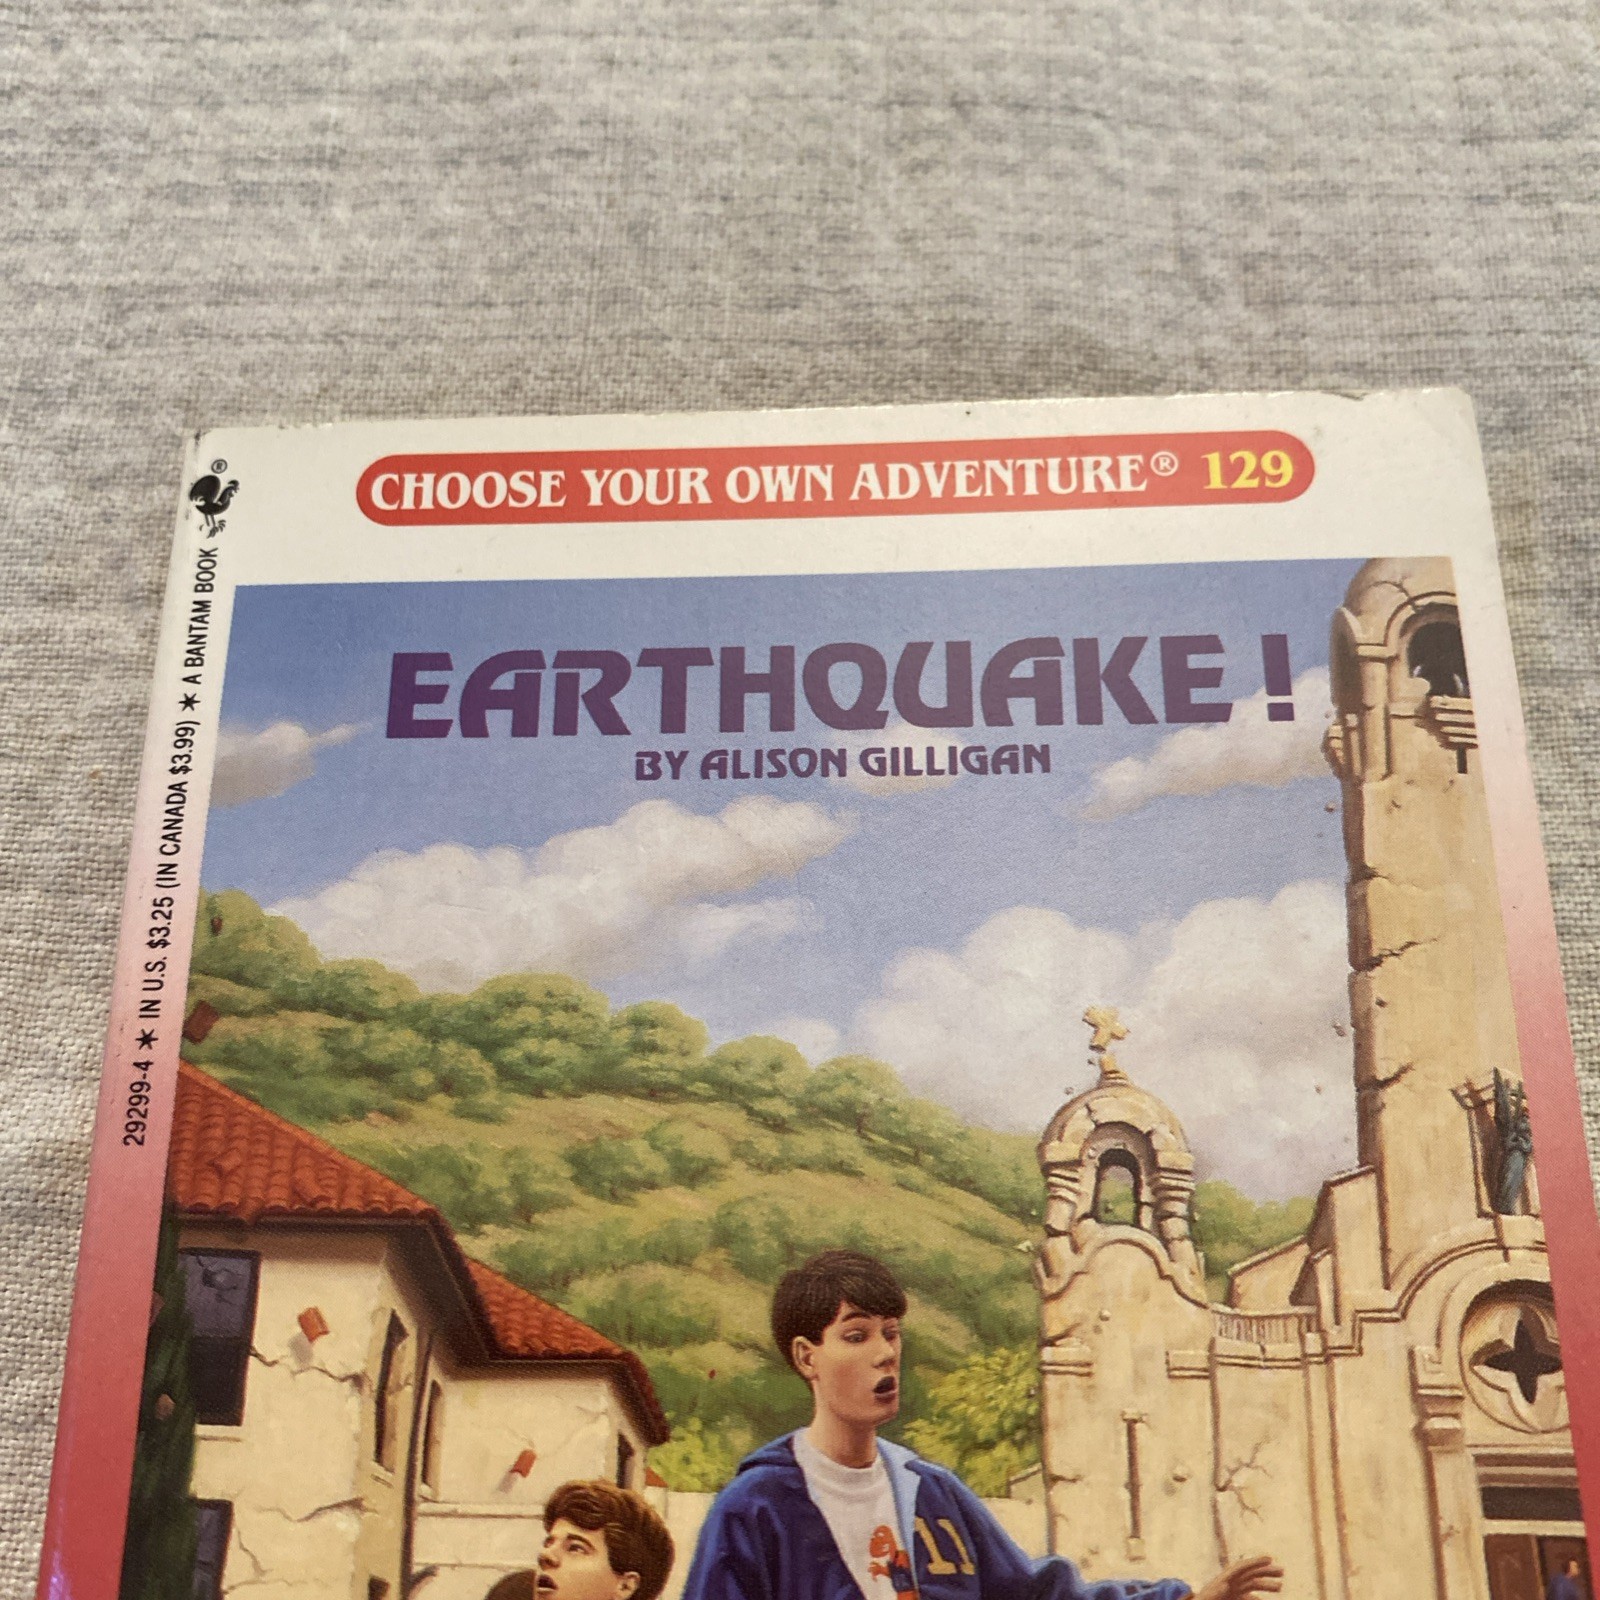 CHOOSE YOUR OWN ADVENTURE® 129
EARTHQUAKE!
BY ALISON GILLIGAN
29299-4 ★ IN U.S. $3.25 (IN CANADA $3.99) ★ A BANTAM BOOK ®
11